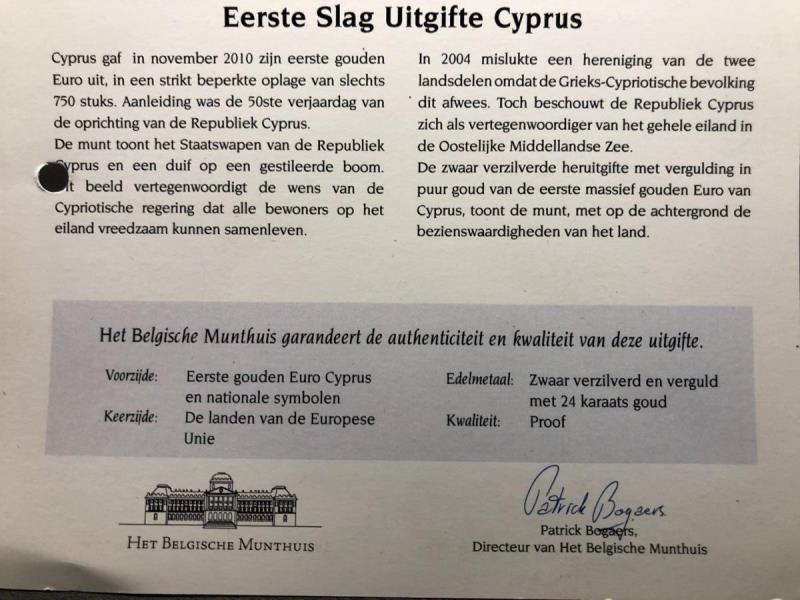 Eerste Slag Uitgifte Cyprus
Cyprus gaf in november 2010 zijn eerste gouden
Euro uit, in een strikt beperkte oplage van slechts
750 stuks. Aanleiding was de 50ste verjaardag van
de oprichting van de Republiek Cyprus.
De munt toont het Staatswapen van de Republiek
Cyprus en een duif op een gestileerde boom.
beeld vertegenwoordigt de wens van de
Cypriotische regering dat alle bewoners op het
eiland vreedzaam kunnen samenleven.
In 2004 mislukte een hereniging van de twee
landsdelen omdat de Grieks-Cypriotische bevolking
dit afwees. Toch beschouwt de Republiek Cyprus
zich als vertegenwoordiger van het gehele eiland in
de Oostelijke Middellandse Zee.
De zwaar verzilverde heruitgifte met verguldingin
puur goud van de eerste massief gouden Euro van
Cyprus, toont de munt, met op de achtergrond de
bezienswaardigheden van het land.
Het Belgische Munthuis garandeert de authenticiteit en kwaliteit van deze uitgifte.
Voorzijde: Eerste gouden Euro Cyprus
en nationale symbolen
Keerzijde: De landen van de Europese
Unie
Edelmetaal: Zwaar verzilverd en verguld
met 24 karaats goud
Kwaliteit: Proof
HET BELGISCHE MUNTHUIS
Patrick Bogaers
Patrick Bogaers,
Directeur van Het Belgische Munthuis